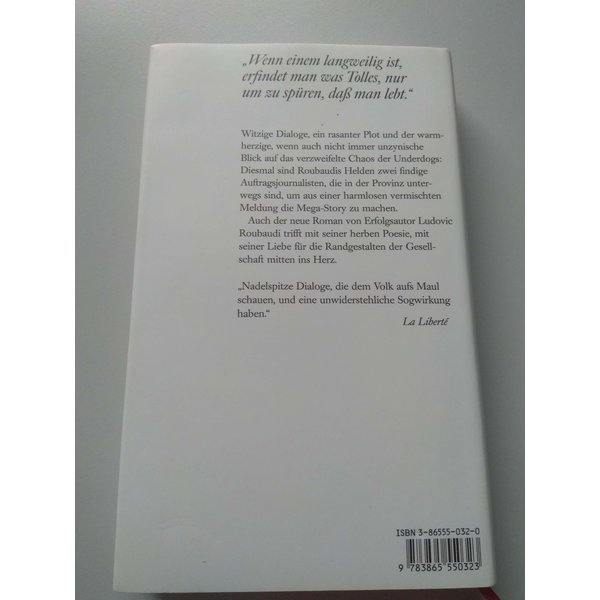 „Wenn einem langweilig ist,
erfindet man was Tolles, nur
um zu spüren, daß man lebt.“
Witzige Dialoge, ein rasanter Plot und der warm-
herzige, wenn auch nicht immer unzynische
Blick auf das verzweifelte Chaos der Underdogs:
Diesmal sind Roubaudis Helden zwei findige
Auftragsjournalisten, die in der Provinz unter-
wegs sind, um aus einer harmlosen vermischten
Meldung die Mega-Story zu machen.
Auch der neue Roman von Erfolgsautor Ludovic
Roubaudi trifft mit seiner herben Poesie, mit
seiner Liebe für die Randgestalten der Gesell-
schaft mitten ins Herz.
„Nadelspitze Dialoge, die dem Volk aufs Maul
schauen, und eine unwiderstehliche Sogwirkung
haben.“
La Liberté
ISBN 3-86555-032-0
9 783865 550323